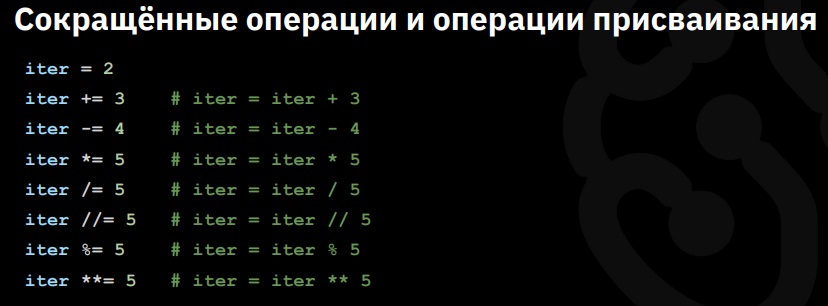 Сокращённые операции и операции присваивания
iter = 2
iter += 3    # iter = iter + 3
iter -= 4    # iter = iter - 4
iter *= 5    # iter = iter * 5
iter /= 5    # iter = iter / 5
iter //= 5   # iter = iter // 5
iter %= 5    # iter = iter % 5
iter **= 5   # iter = iter ** 5